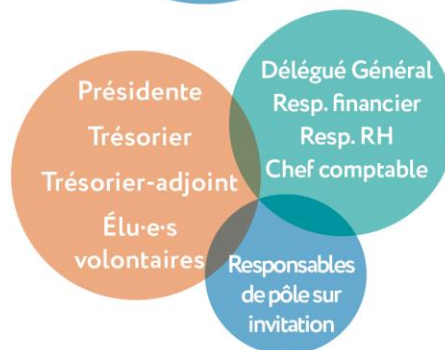 Présidente
Trésorier
Trésorier-adjoint
Élu·e·s
volontaires
Délégué Général
Resp. financier
Resp. RH
Chef comptable
Responsables
de pôle sur
invitation